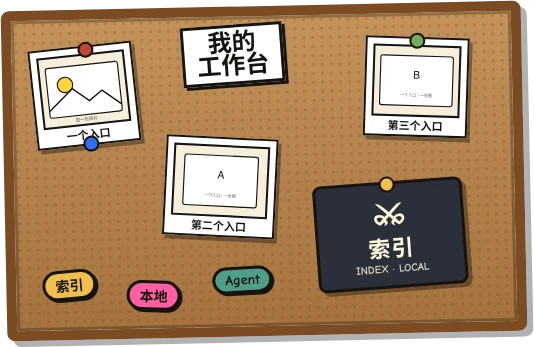 我的
工作台
一个入口
B
第三个入口
A
第二个入口
索引
INDEX · LOCAL
索引
本地
Agent